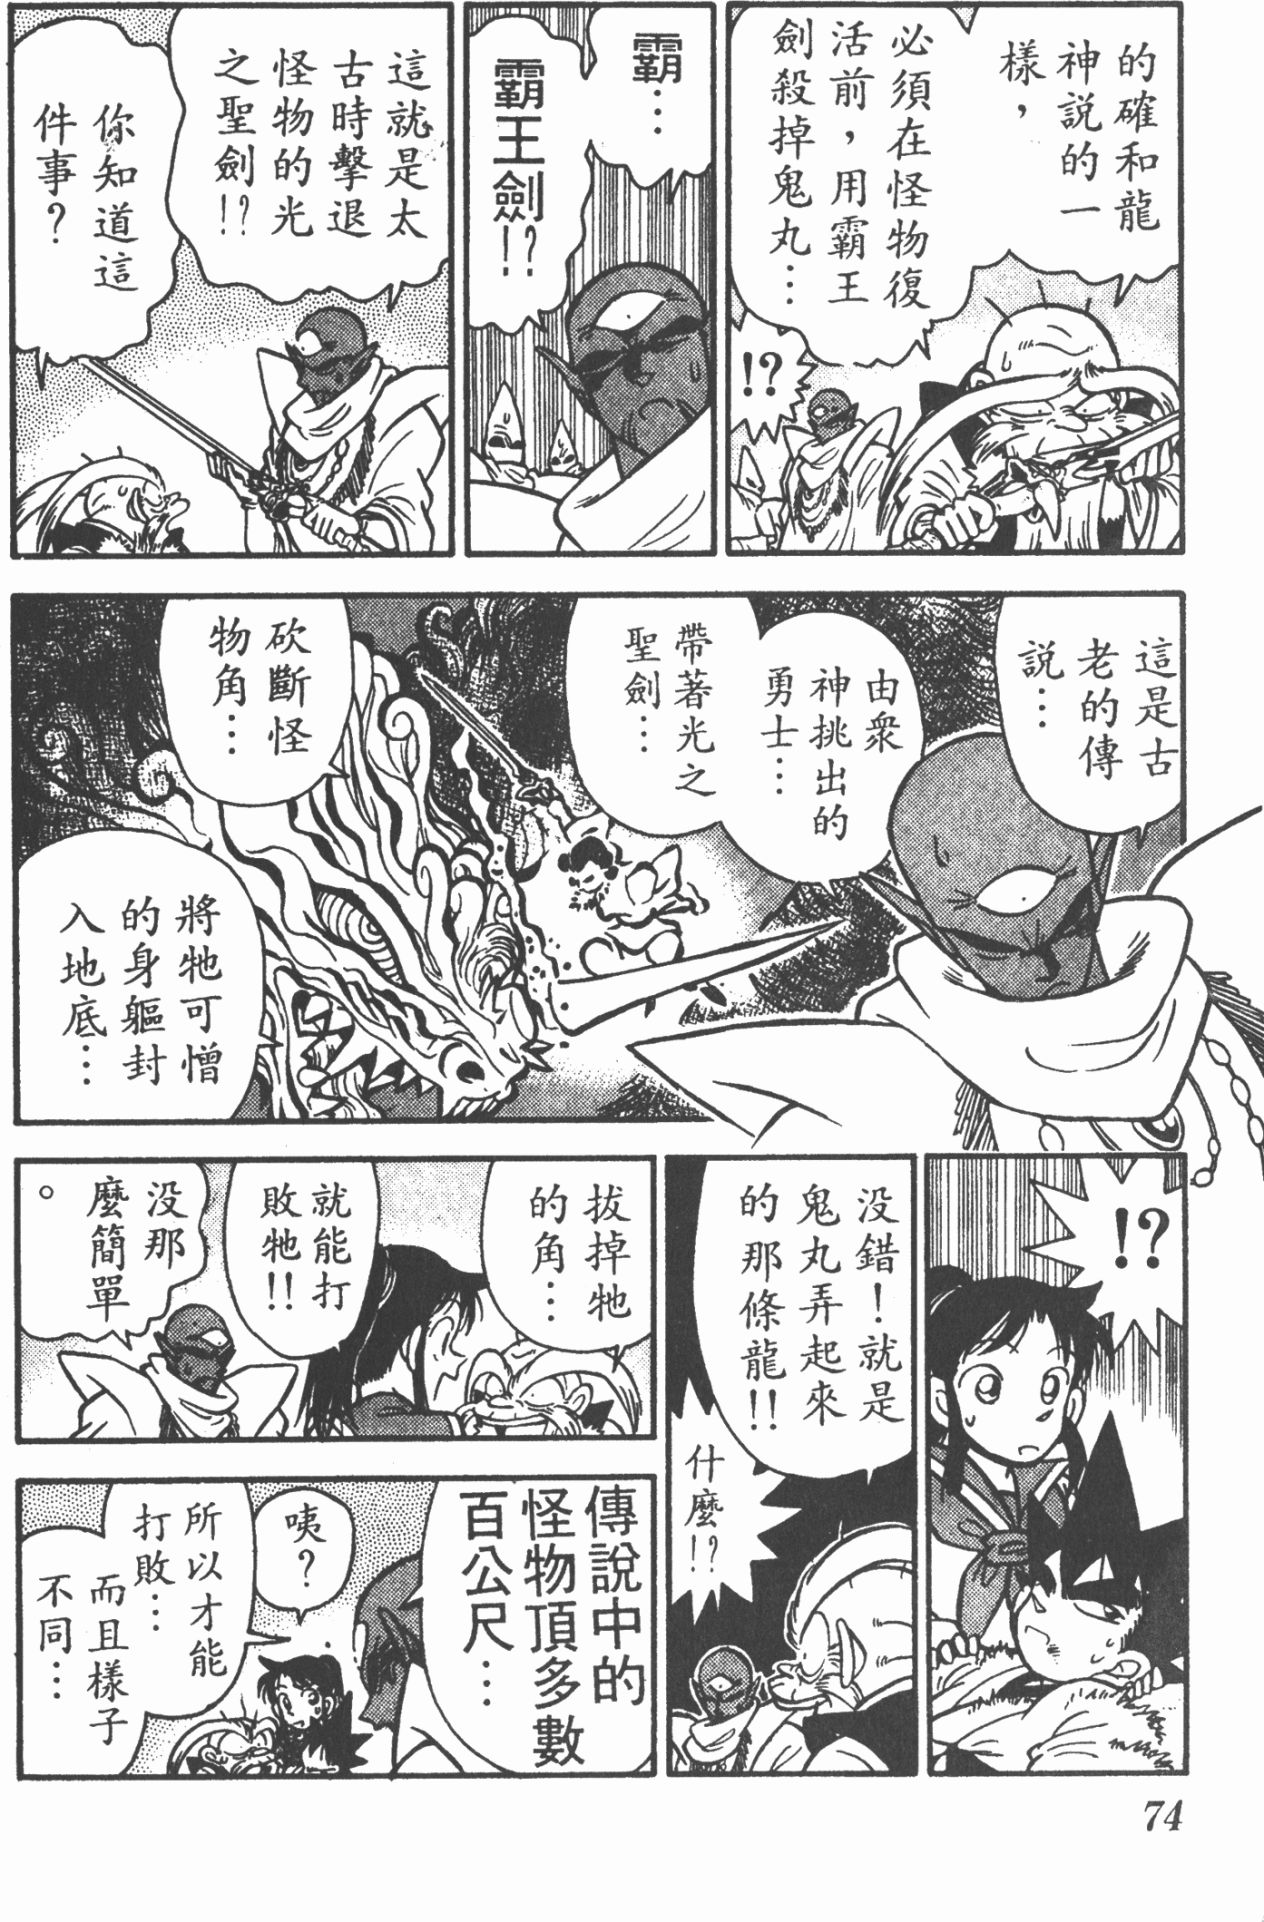 的確和龍
神說的一
樣，
必須在怪物復
活前，用霸王
劍殺掉鬼丸…
!?
霸…
霸王劍!?
這就是太
古時擊退
怪物的光
之聖劍!?
你知道這
件事？
這是古
老的傳
說…
由眾
神挑出的
勇士…
帶著光之
聖劍…
砍斷怪
物角…
將牠可憎
的身軀封
入地底…
!?
沒錯！就是
鬼丸弄起來
的那條龍!!
什麼!?
拔掉牠
的角…
就能打
敗牠!!
沒那
麼簡單
。
傳說中的
怪物頂多數
百公尺…
咦？
所以才能
打敗…
而且樣子
不同…
74